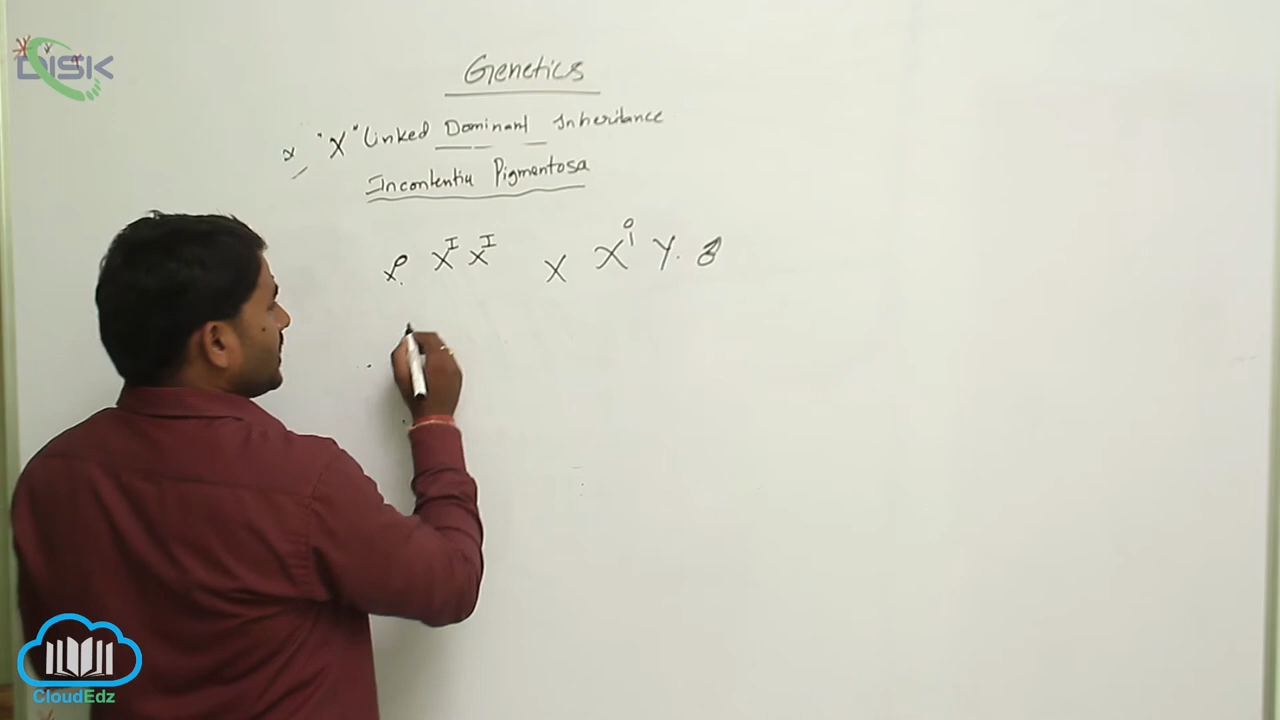 DISK
Genetics
* "X" Linked Dominant Inheritance
Incontentia Pigmentosa
♀ X^I X^I X X^i Y ♂
CloudEdz